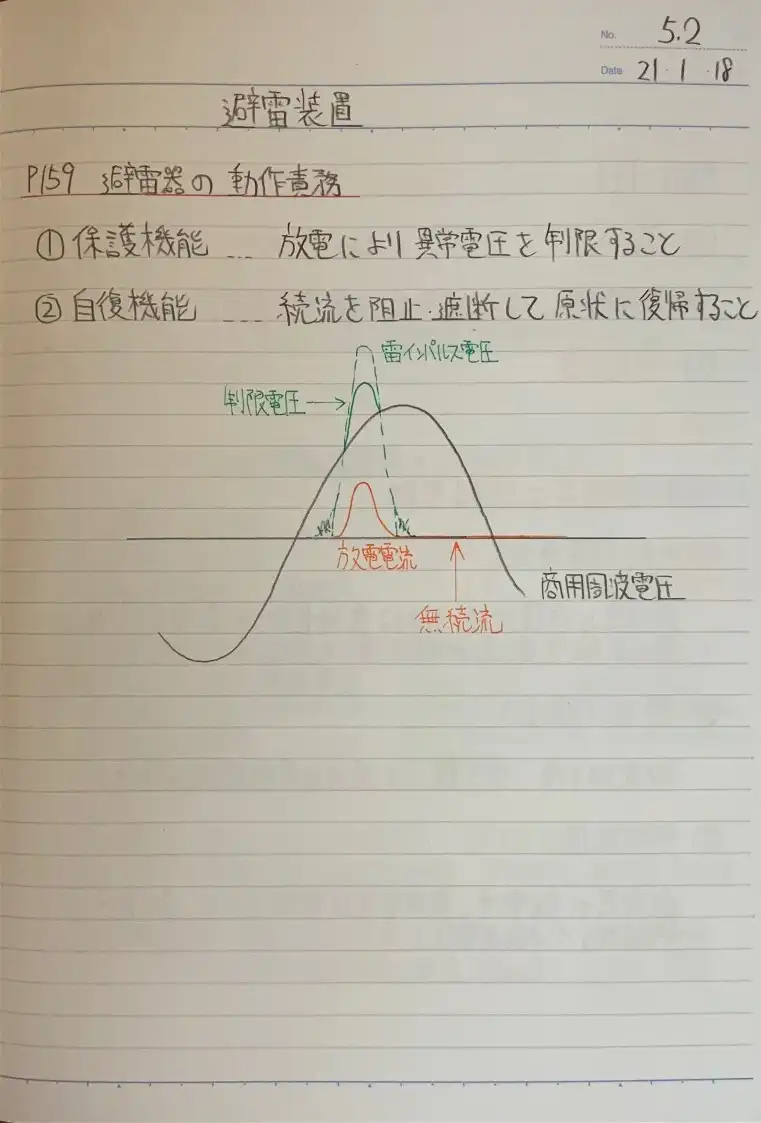 No. 5.2
Date 21・1・18
避雷装置
P159 避雷器の動作責務
①保護機能 … 放電により異常電圧を制限すること
②自復機能 … 続流を阻止・遮断して原状に復帰すること
雷インパルス電圧
制限電圧→
放電電流
商用周波電圧
無続流